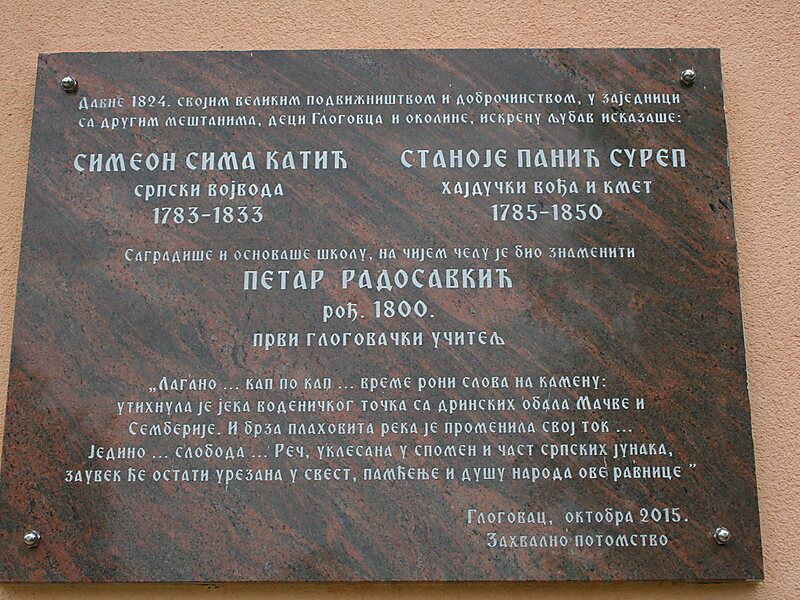 Давне 1824. својим великим подвижништвом и доброчинством, у заједници
са другим мештанима, деци Глоговца и околине, искрену љубав исказаше:
СИМЕОН СИМА КАТИЋ
СРПСКИ ВОЈВОДА
1783-1833
СТАНОЈЕ ПАНИЋ СУРЕП
ХАЈДУЧКИ ВОЂА И КМЕТ
1785-1850
Саградише и основаше школу, на чијем челу је био знаменити
ПЕТАР РАДОСАВКИЋ
рођ. 1800.
први глоговачки учитељ
„Лагано ... кап по кап ... време рони слова на камену:
утихнула је јека воденичког точка са дринских обала Мачве и
Семберије. И брза плаховита река је променила свој ток ...
Једино ... слобода ... Реч, уклесана у спомен и част српских јунака,
заувек ће остати урезана у свест, памћење и душу народа ове равнице ”
Глоговац, октобра 2015.
Захвално потомство